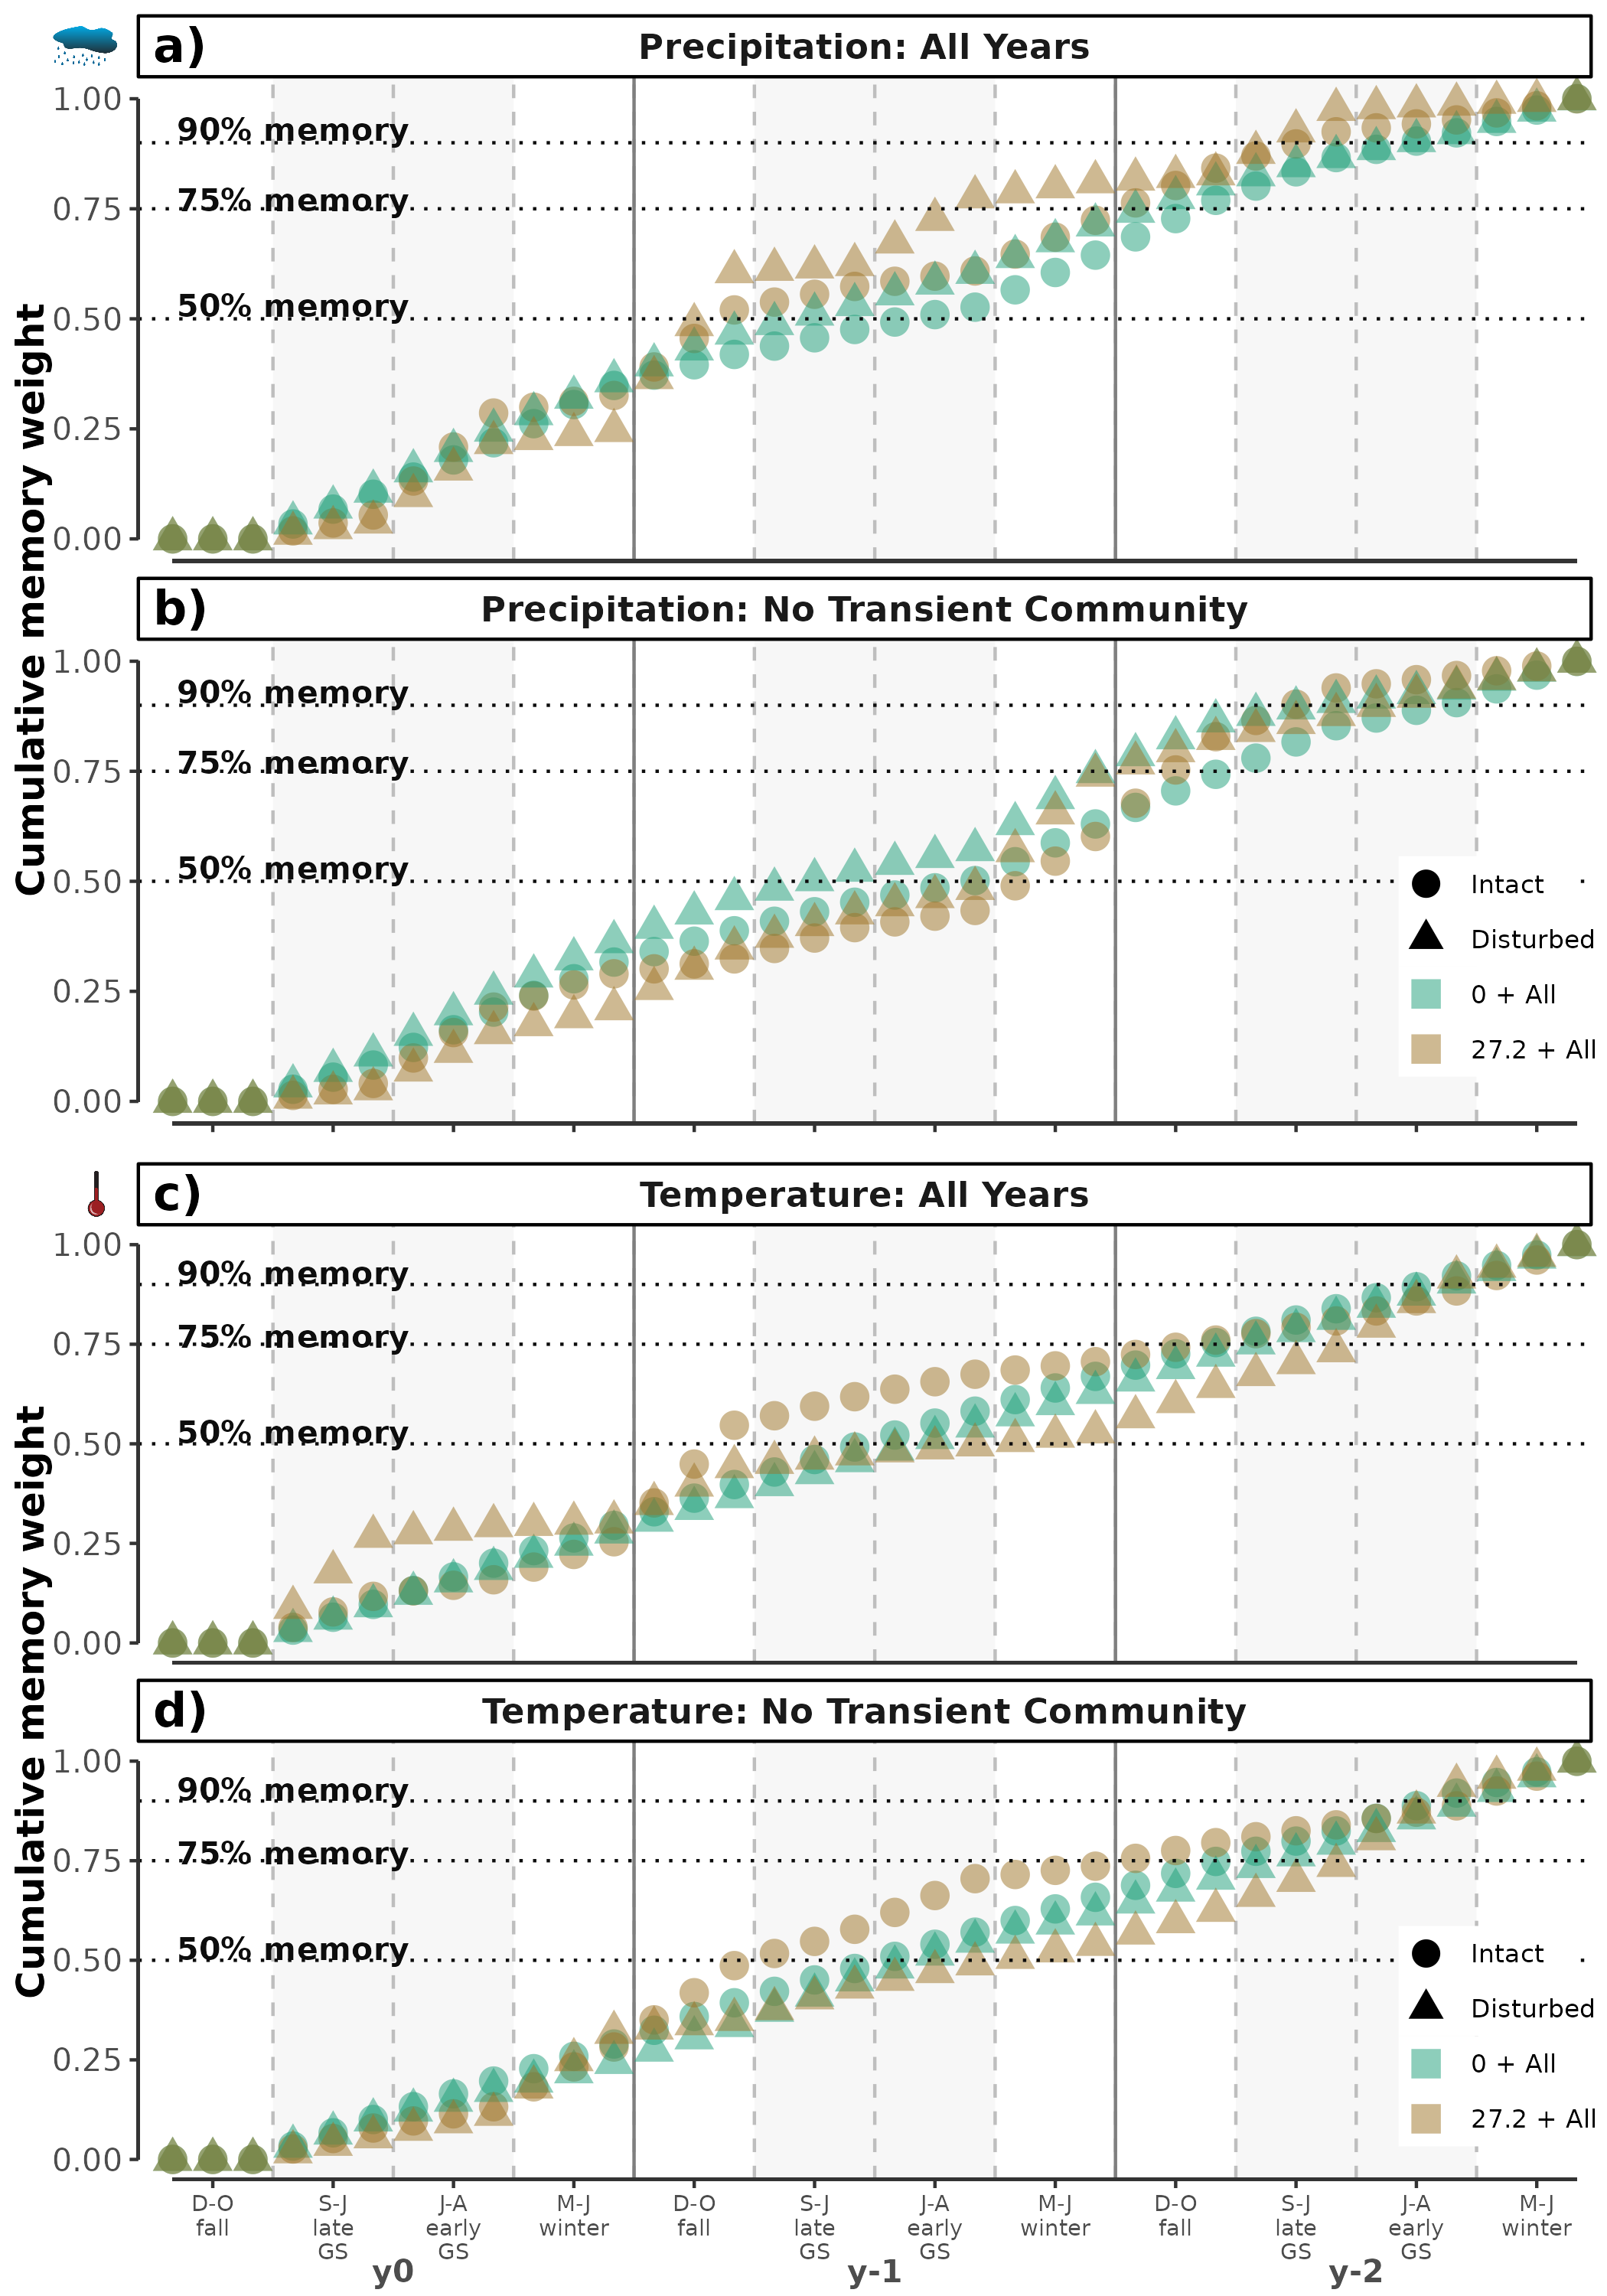 a)
Precipitation: All Years
Cumulative memory weight
1.00
0.75
0.50
0.25
0.00
90% memory
75% memory
50% memory
b)
Precipitation: No Transient Community
1.00
0.75
0.50
0.25
0.00
90% memory
75% memory
50% memory
Intact
Disturbed
0 + All
27.2 + All
c)
Temperature: All Years
Cumulative memory weight
1.00
0.75
0.50
0.25
0.00
90% memory
75% memory
50% memory
d)
Temperature: No Transient Community
1.00
0.75
0.50
0.25
0.00
90% memory
75% memory
50% memory
Intact
Disturbed
0 + All
27.2 + All
D-O S-J J-A M-J D-O S-J J-A M-J D-O S-J J-A M-J
fall late early winter fall late early winter fall late early winter
GS GS GS GS GS GS
y0 y-1 y-2